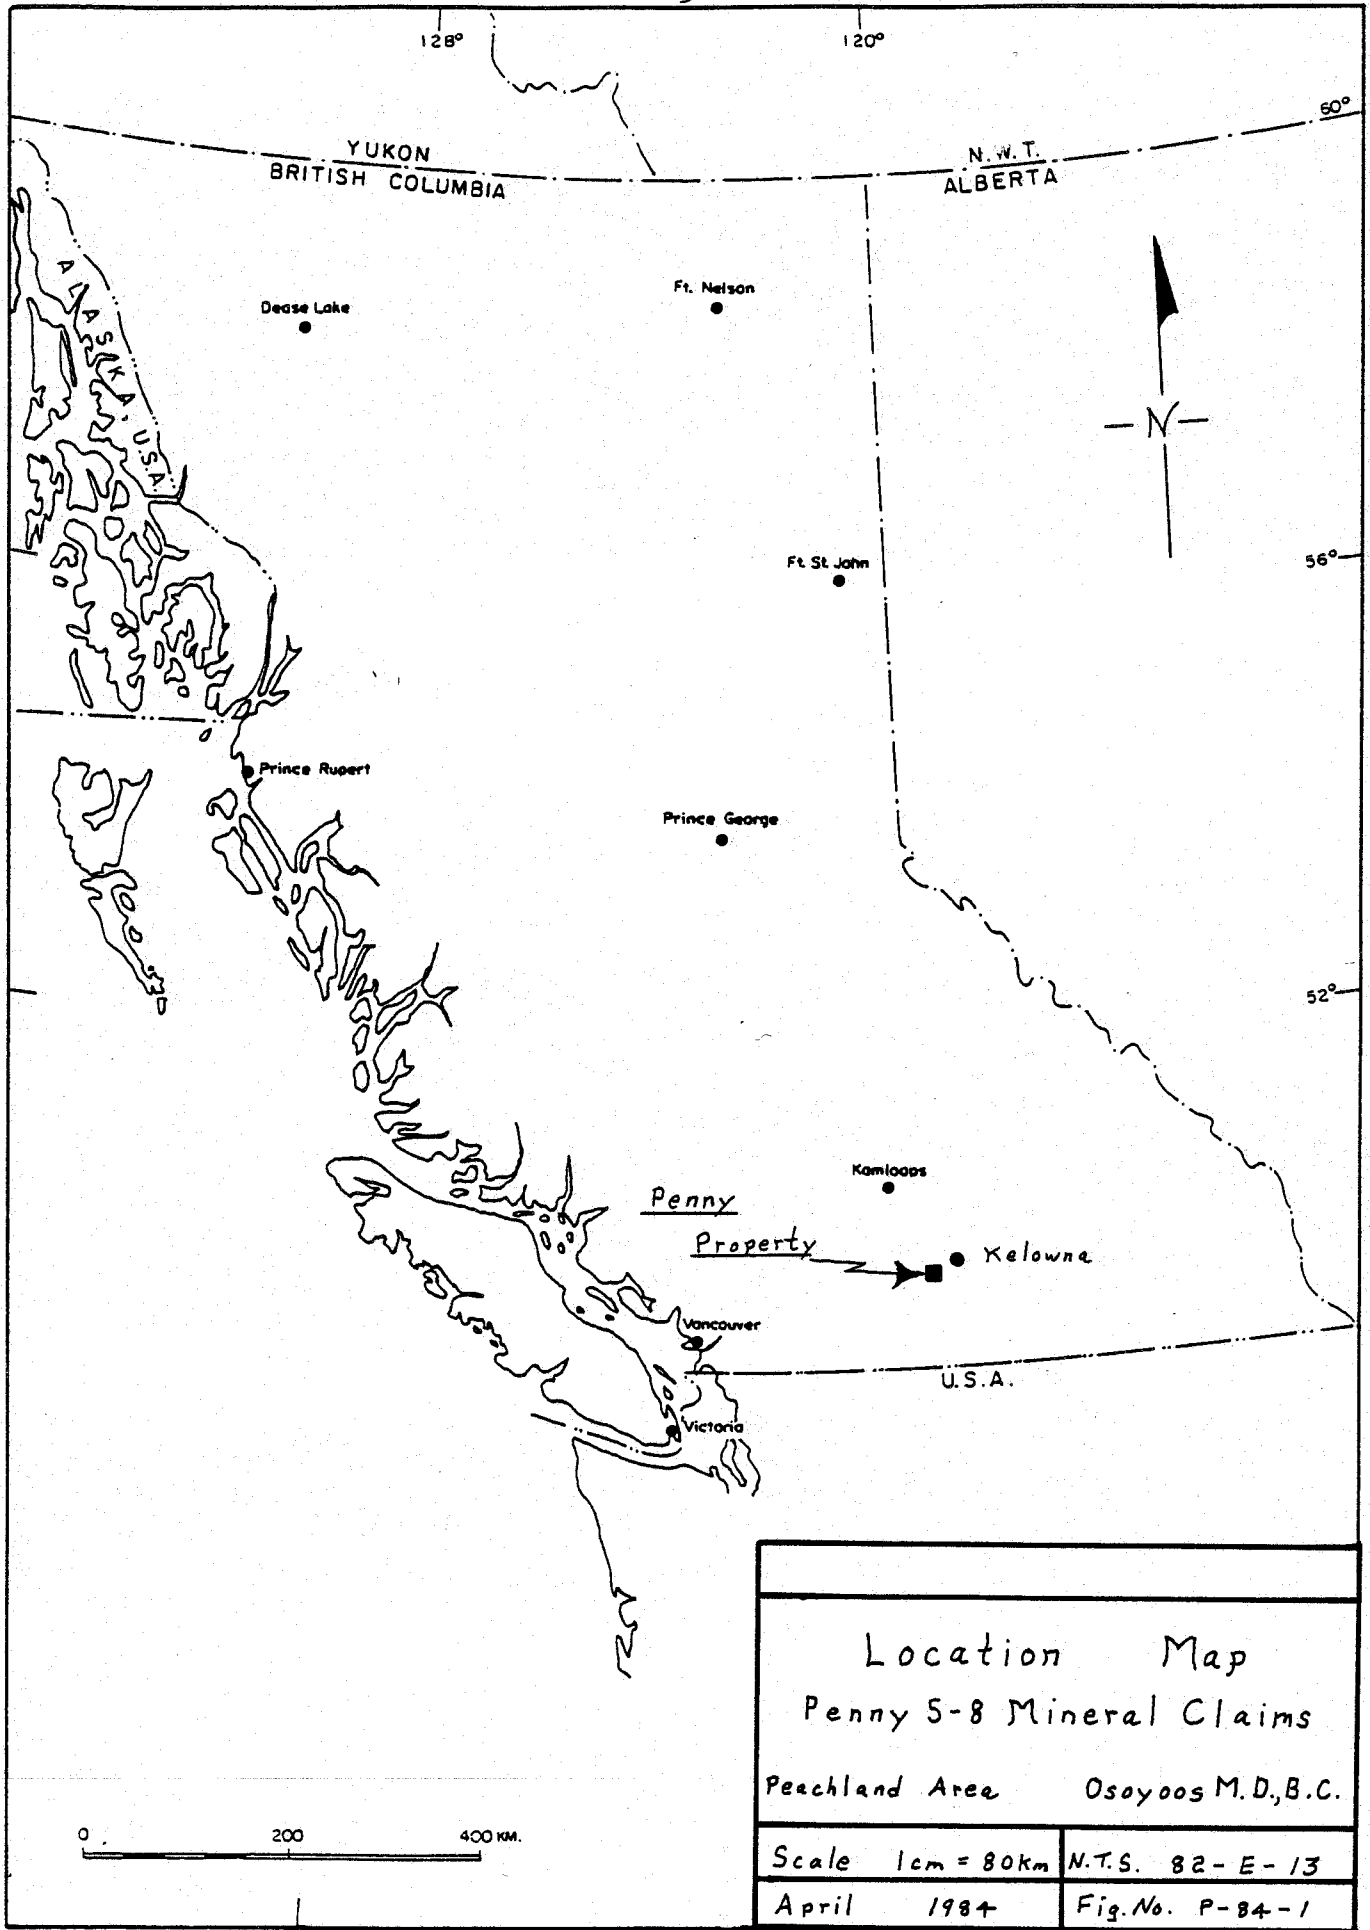 128°
120°
60°
YUKON
BRITISH COLUMBIA
N.W.T.
ALBERTA
ALASKA, U.S.A.
Dease Lake
Ft. Nelson
N
Ft. St. John
56°
Prince Rupert
Prince George
52°
Kamloops
Penny
Property
Kelowna
Vancouver
U.S.A.
Victoria
Location Map
Penny 5-8 Mineral Claims
Peachland Area Osoyoos M.D., B.C.
0 200 400 KM.
Scale 1cm = 80km N.T.S. 82-E-13
April 1984 Fig. No. P-84-1